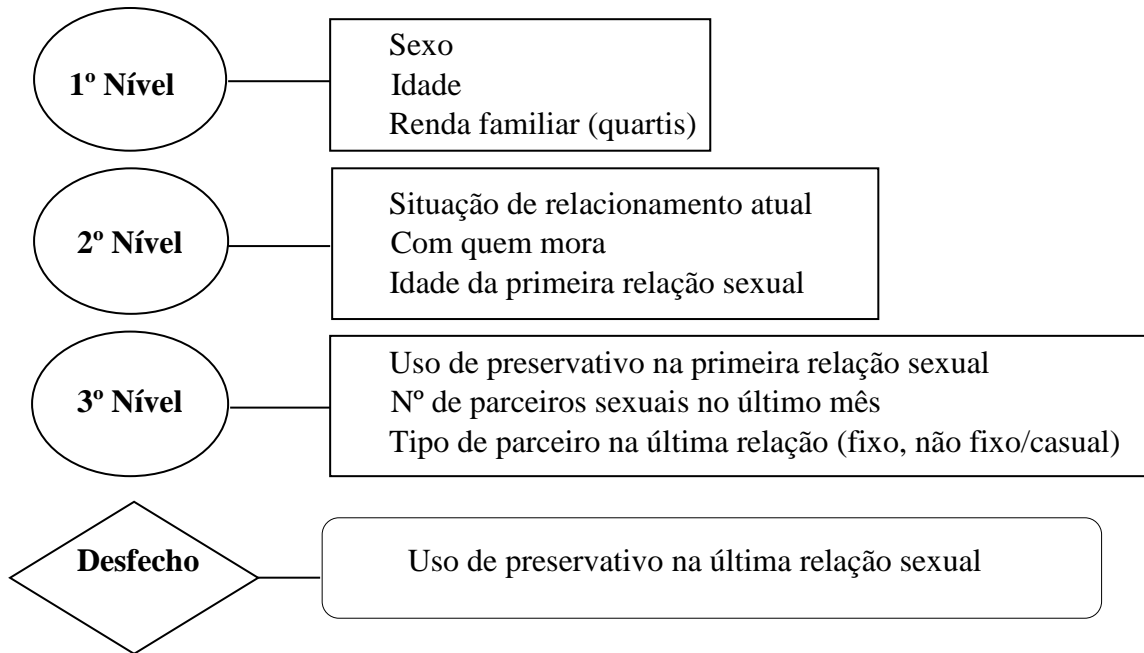 1º Nível
Sexo
Idade
Renda familiar (quartis)
2º Nível
Situação de relacionamento atual
Com quem mora
Idade da primeira relação sexual
3º Nível
Uso de preservativo na primeira relação sexual
Nº de parceiros sexuais no último mês
Tipo de parceiro na última relação (fixo, não fixo/casual)
Desfecho
Uso de preservativo na última relação sexual